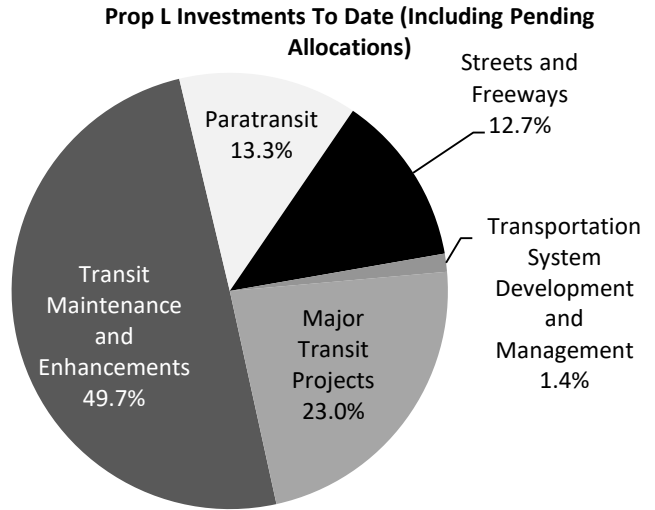 Prop L Investments To Date (Including Pending
Allocations)
Streets and
Freeways
12.7%
Paratransit
13.3%
Transportation
System
Development
and
Management
1.4%
Transit
Maintenance
and
Enhancements
49.7%
Major
Transit
Projects
23.0%